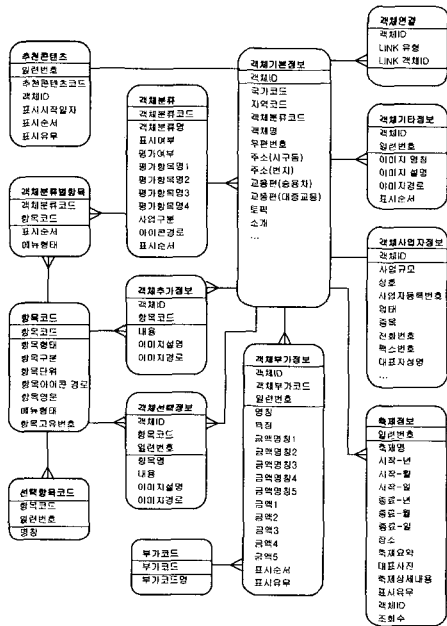 추천콘텐츠
일련번호
추천콘텐츠코드
객체ID
표시시작일자
표시순서
표시유무
객체분류
객체분류코드
객체분류명
표시여부
평가여부
평가항목명1
평가항목명2
평가항목명3
평가항목명4
사업구분
아이콘경로
표시순서
객체기본정보
객체ID
국가코드
지역코드
객체분류코드
객체명
우편번호
주소(시구동)
주소(번지)
교통편(승용차)
교통편(대중교통)
토픽
소개
...
객체연결
객체ID
LINK 유형
LINK 객체ID
객체기타정보
객체ID
일련번호
이미지 명칭
이미지 설명
이미지경로
표시순서
객체분류별항목
객체분류코드
항목코드
표시순서
메뉴형태
객체사업자정보
객체ID
사업규모
상호
사업자등록번호
업태
종목
전화번호
팩스번호
대표자성명
...
항목코드
항목코드
항목형태
항목구분
항목단위
항목아이콘 경로
항목영문
메뉴형태
항목고유번호
객체추가정보
객체ID
항목코드
내용
이미지설명
이미지경로
객체선택정보
객체ID
항목코드
일련번호
항목명
내용
이미지설명
이미지경로
객체부가정보
객체ID
객체부가코드
일련번호
명칭
특징
금액명칭1
금액명칭2
금액명칭3
금액명칭4
금액명칭5
금액1
금액2
금액3
금액4
금액5
표시순서
표시유무
축제정보
일련번호
축제명
시작-년
시작-월
시작-일
종료-년
종료-월
종료-일
장소
축제요약
대표사진
축제상세내용
표시유무
객체ID
조회수
선택항목코드
항목코드
일련번호
명칭
부가코드
부가코드
부가코드명